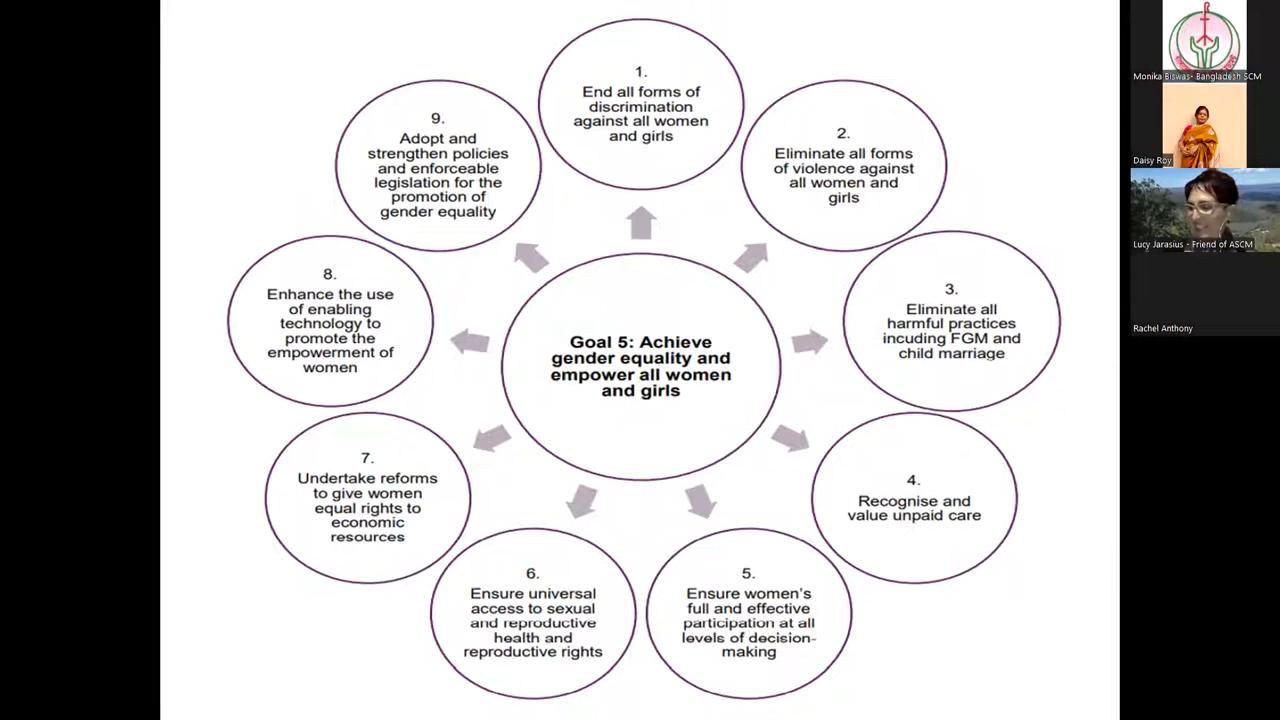 1.
End all forms of
discrimination
against all women
and girls
2.
Eliminate all forms
of violence against
all women and
girls
3.
Eliminate all
harmful practices
incuding FGM and
child marriage
4.
Recognise and
value unpaid care
5.
Ensure women's
full and effective
participation at all
levels of decision-
making
6.
Ensure universal
access to sexual
and reproductive
health and
reproductive rights
7.
Undertake reforms
to give women
equal rights to
economic
resources
8.
Enhance the use
of enabling
technology to
promote the
empowerment of
women
9.
Adopt and
strengthen policies
and enforceable
legislation for the
promotion of
gender equality
Goal 5: Achieve
gender equality and
empower all women
and girls
Monika Biswas- Bangladesh SCM
Daisy Roy
Lucy Jarasius - Friend of ASCM
Rachel Anthony